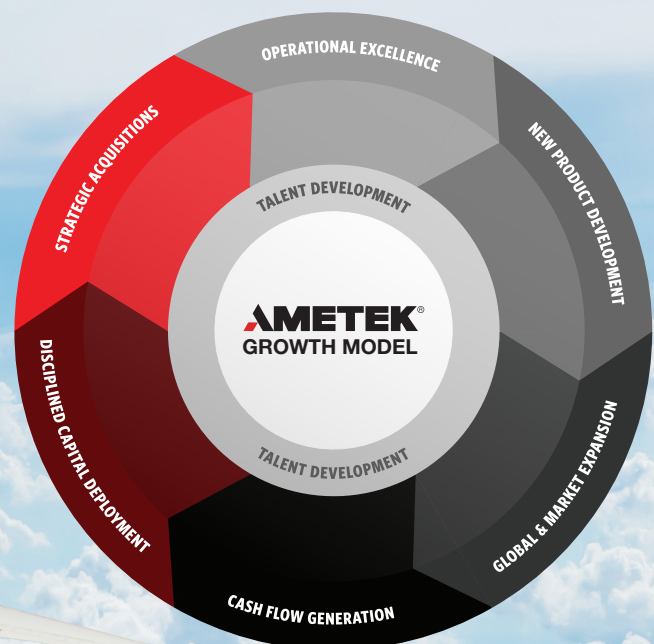 OPERATIONAL EXCELLENCE
NEW PRODUCT DEVELOPMENT
GLOBAL & MARKET EXPANSION
CASH FLOW GENERATION
DISCIPLINED CAPITAL DEPLOYMENT
STRATEGIC ACQUISITIONS
TALENT DEVELOPMENT
AMETEK®
GROWTH MODEL
TALENT DEVELOPMENT